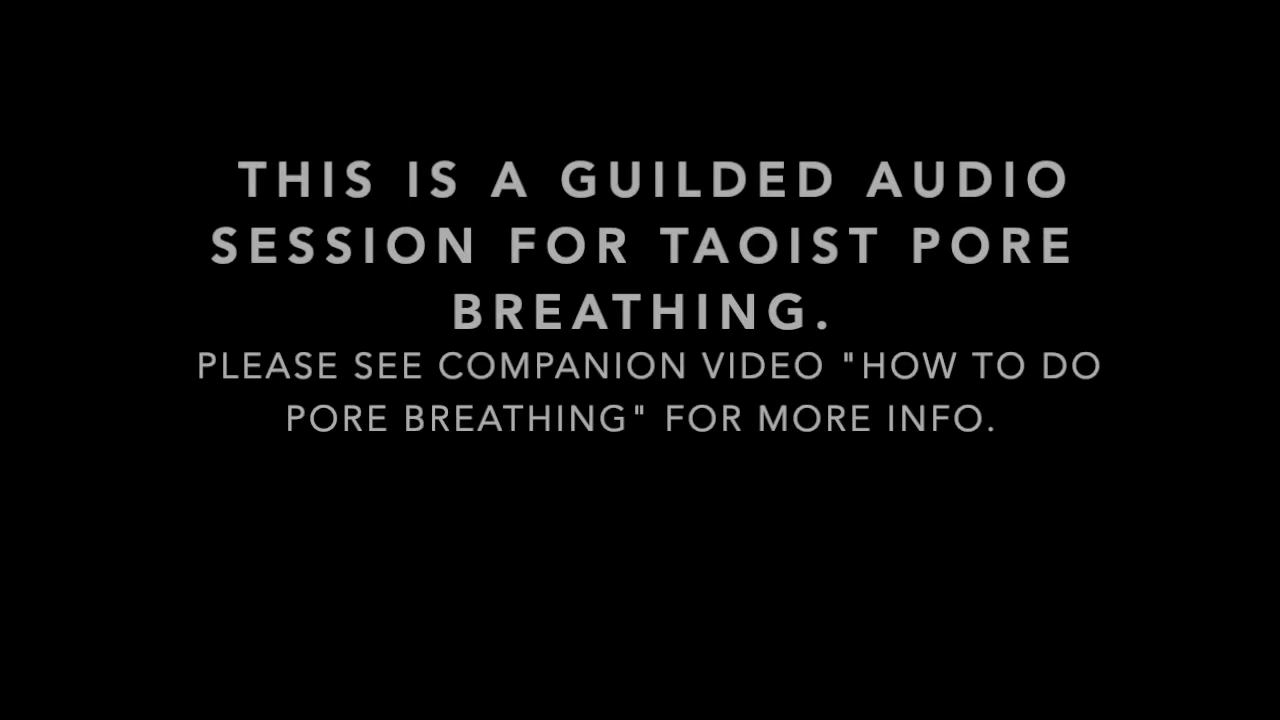 THIS IS A GUILDED AUDIO
SESSION FOR TAOIST PORE
BREATHING.
PLEASE SEE COMPANION VIDEO "HOW TO DO
PORE BREATHING" FOR MORE INFO.